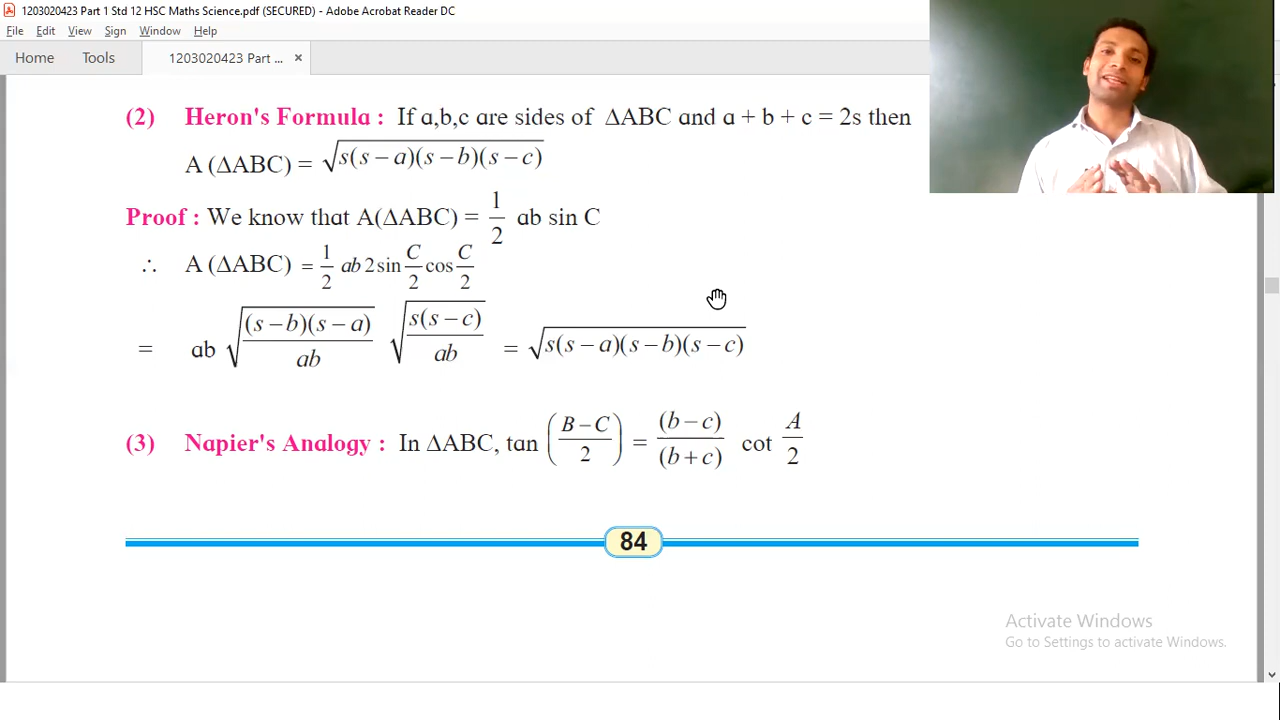 1203020423 Part 1 Std 12 HSC Maths Science.pdf (SECURED) - Adobe Acrobat Reader DC
File Edit View Sign Window Help
Home Tools 1203020423 Part ... ×
(2) Heron's Formula : If a,b,c are sides of ΔABC and a + b + c = 2s then
A (ΔABC) = √(s(s − a)(s − b)(s − c))
Proof : We know that A(ΔABC) = 1/2 ab sin C
∴ A (ΔABC) = 1/2 ab 2 sin C/2 cos C/2
= ab √((s − b)(s − a)/ab) √(s(s − c)/ab) = √(s(s − a)(s − b)(s − c))
(3) Napier's Analogy : In ΔABC, tan ((B − C)/2) = (b − c)/(b + c) cot A/2
84
Activate Windows
Go to Settings to activate Windows.